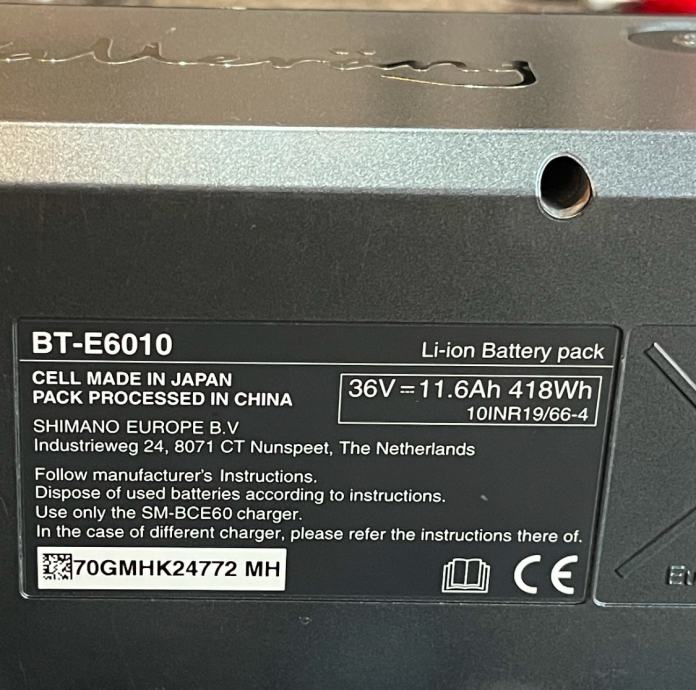 BT-E6010
Li-ion Battery pack
CELL MADE IN JAPAN
PACK PROCESSED IN CHINA
36V⎓11.6Ah 418Wh
10INR19/66-4
SHIMANO EUROPE B.V
Industrieweg 24, 8071 CT Nunspeet, The Netherlands
Follow manufacturer's Instructions.
Dispose of used batteries according to instructions.
Use only the SM-BCE60 charger.
In the case of different charger, please refer the instructions there of.
70GMHK24772 MH
CE